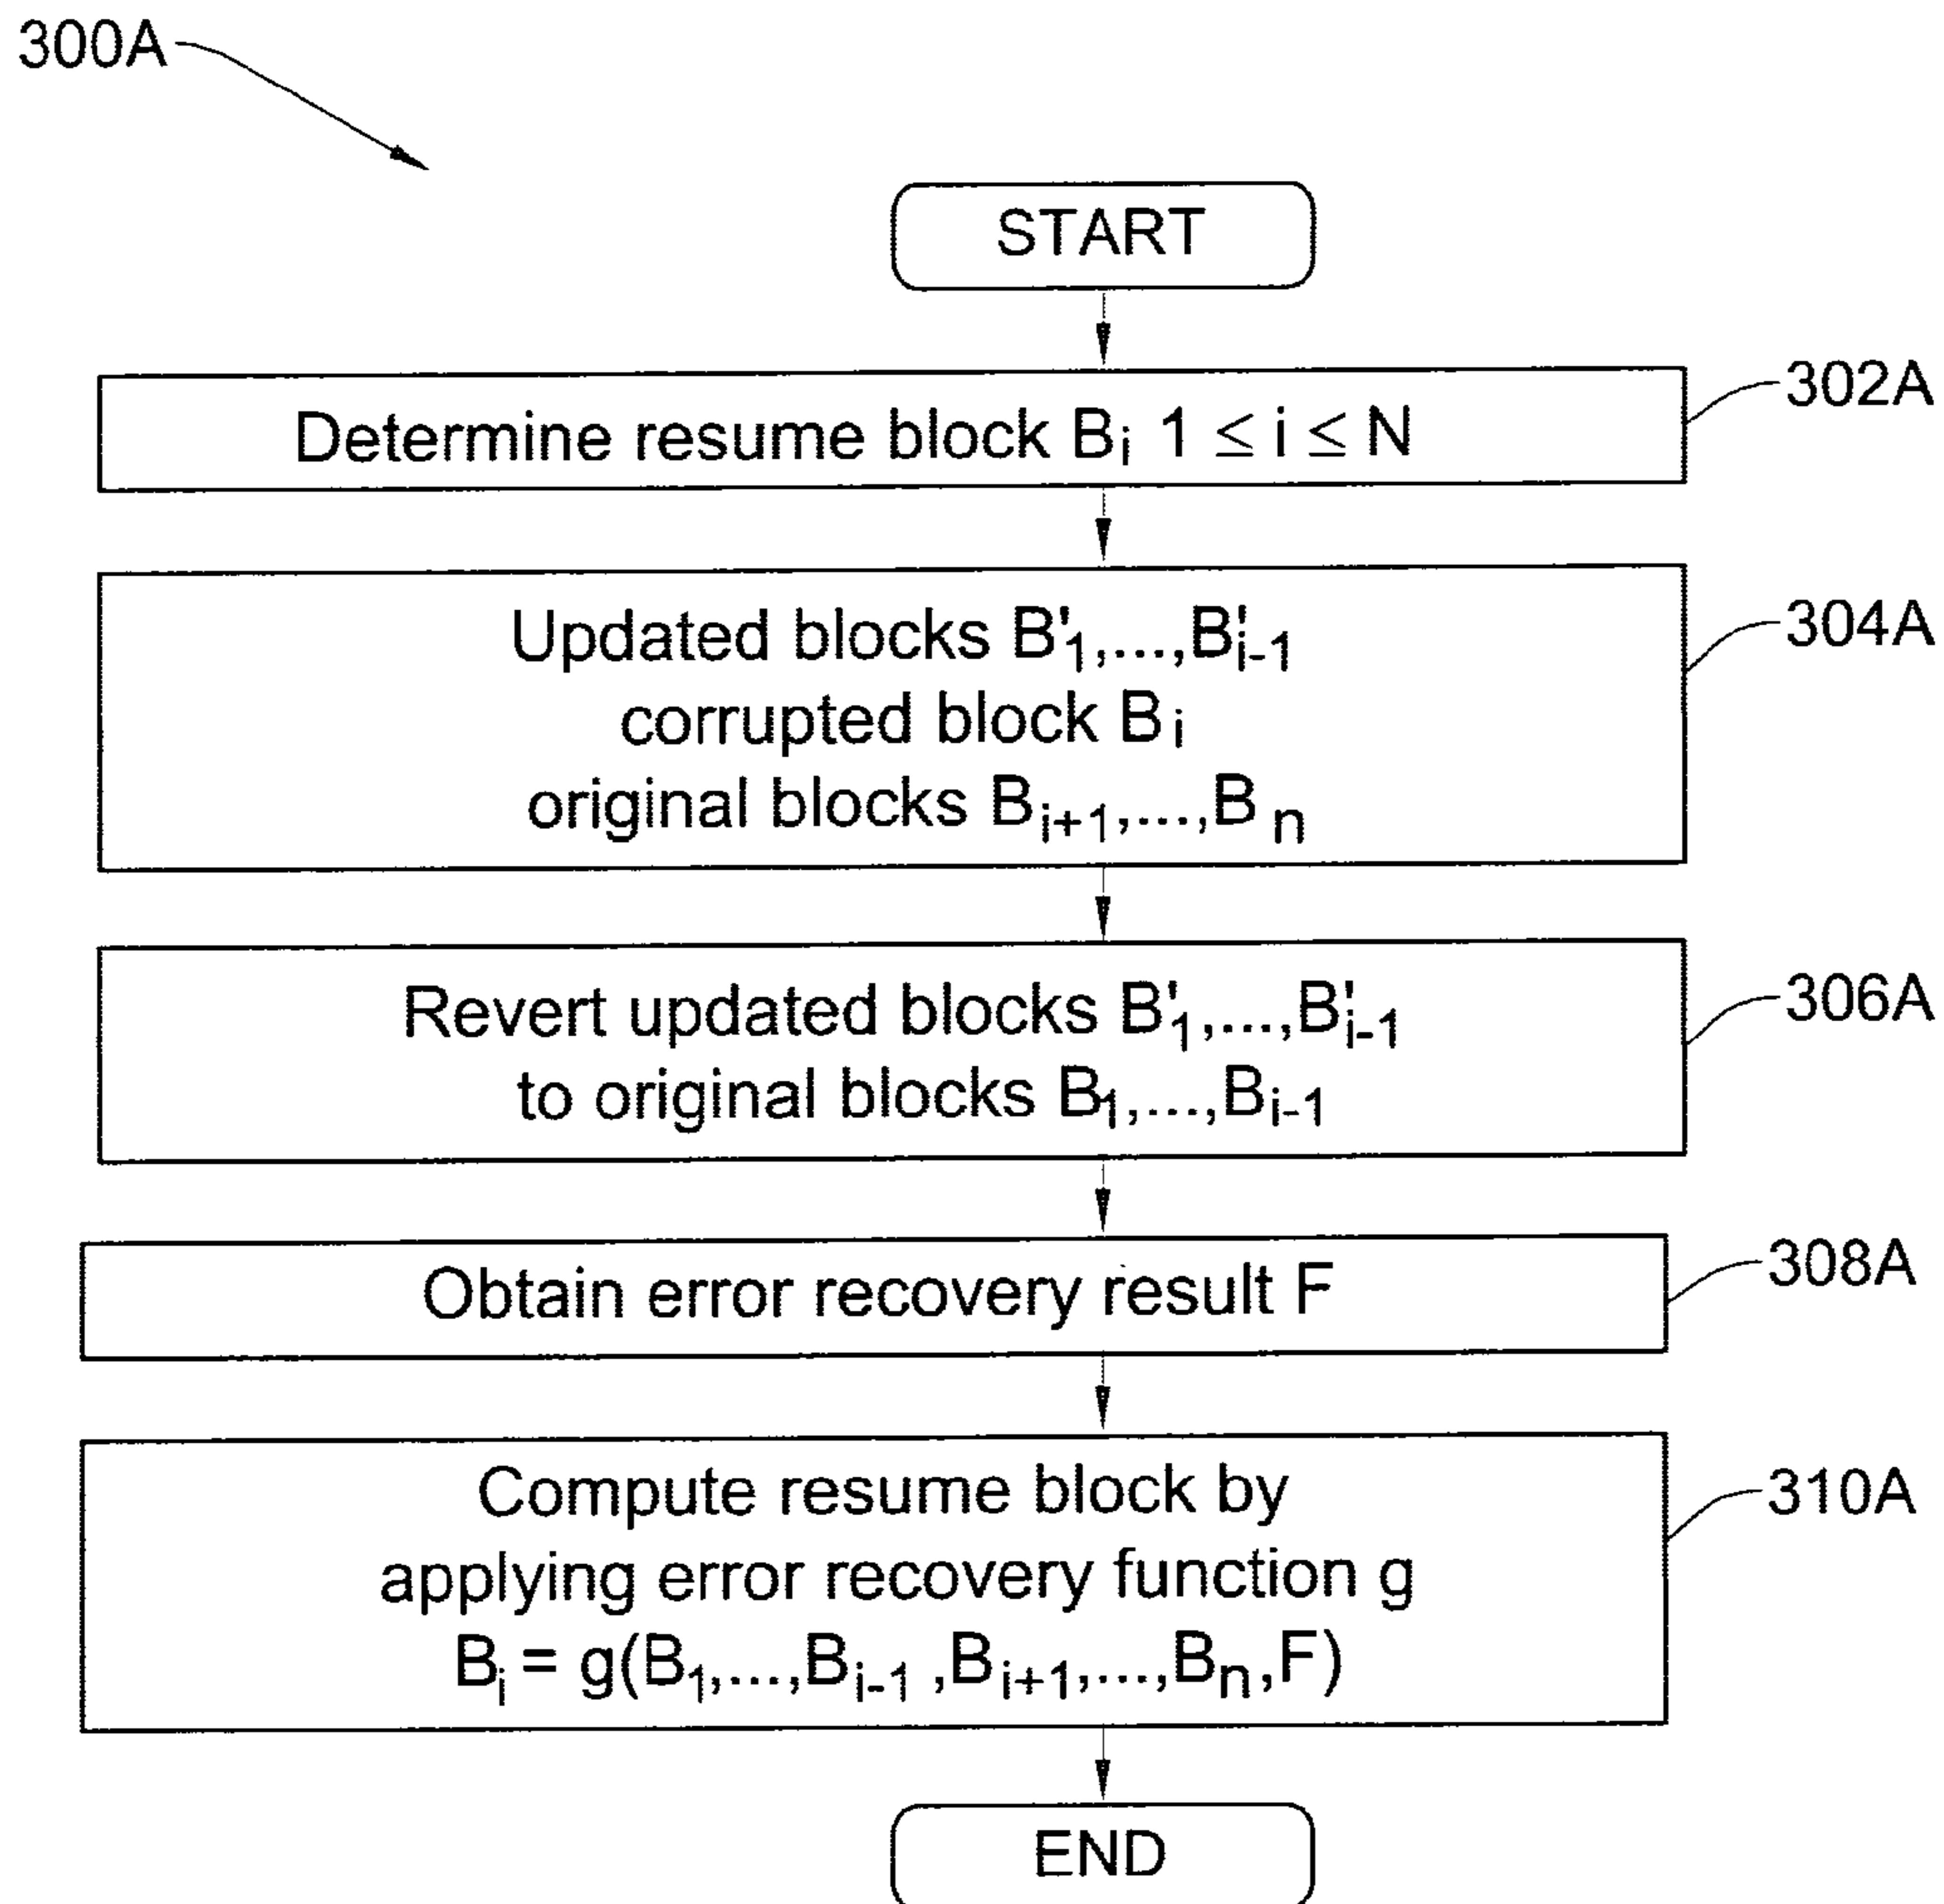 300A
START
Determine resume block Bᵢ 1 ≤ i ≤ N
302A
Updated blocks B'₁,...,B'ᵢ₋₁
corrupted block Bᵢ
original blocks Bᵢ₊₁,...,Bₙ
304A
Revert updated blocks B'₁,...,B'ᵢ₋₁
to original blocks B₁,...,Bᵢ₋₁
306A
Obtain error recovery result F
308A
Compute resume block by
applying error recovery function g
Bᵢ = g(B₁,...,Bᵢ₋₁ ,Bᵢ₊₁,...,Bₙ,F)
310A
END